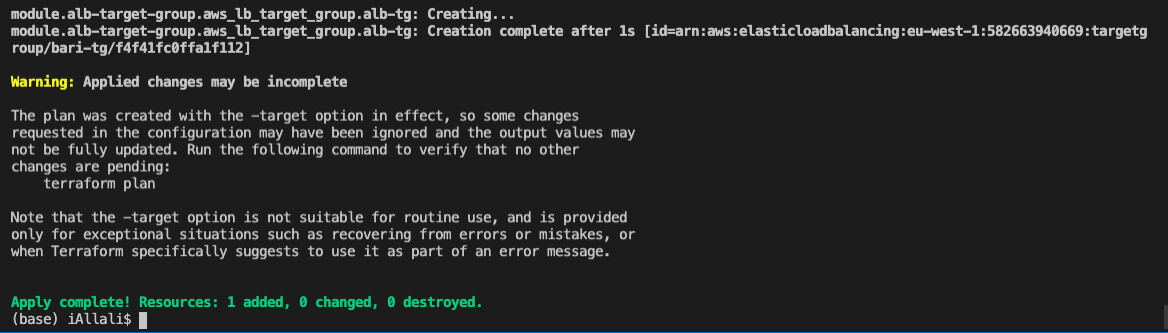 module.alb-target-group.aws_lb_target_group.alb-tg: Creating...
module.alb-target-group.aws_lb_target_group.alb-tg: Creation complete after 1s [id=arn:aws:elasticloadbalancing:eu-west-1:582663940669:targetg
roup/bari-tg/f4f41fc0ffa1f112]
Warning: Applied changes may be incomplete
The plan was created with the -target option in effect, so some changes
requested in the configuration may have been ignored and the output values may
not be fully updated. Run the following command to verify that no other
changes are pending:
    terraform plan
Note that the -target option is not suitable for routine use, and is provided
only for exceptional situations such as recovering from errors or mistakes, or
when Terraform specifically suggests to use it as part of an error message.
Apply complete! Resources: 1 added, 0 changed, 0 destroyed.
(base) iAllali$